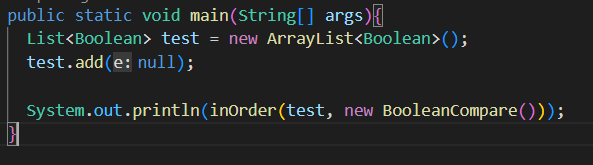 public static void main(String[] args){
List<Boolean> test = new ArrayList<Boolean>();
test.add(e:null);
System.out.println(inOrder(test, new BooleanCompare()));
}